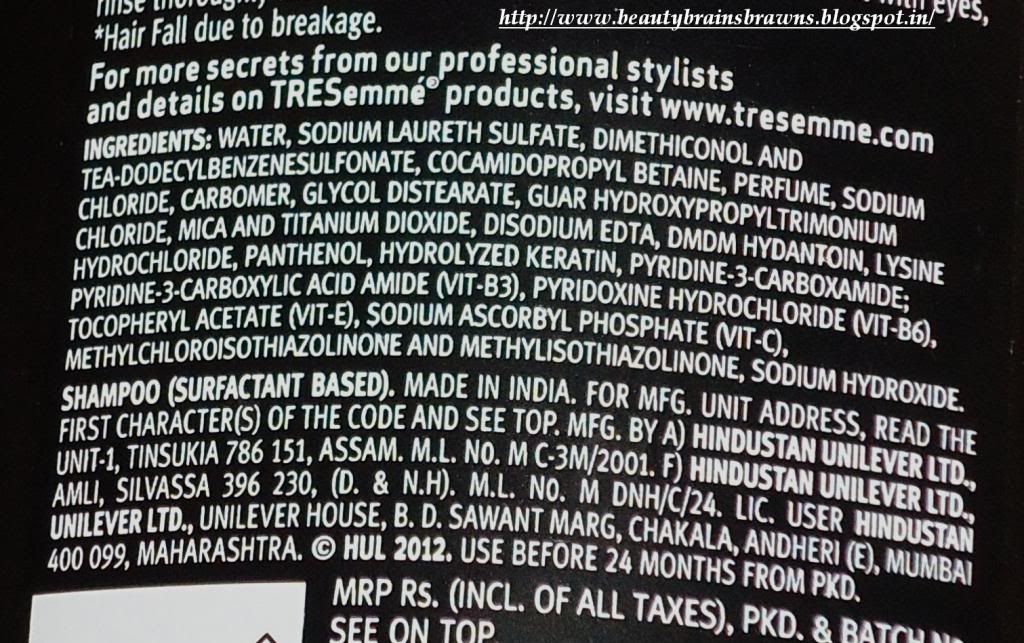 http://www.beautybrainsbrawns.blogspot.in/
eyes,
*Hair Fall due to breakage.
For more secrets from our professional stylists
and details on TRESemmé® products, visit www.tresemme.com
INGREDIENTS: WATER, SODIUM LAURETH SULFATE, DIMETHICONOL AND
TEA-DODECYLBENZENESULFONATE, COCAMIDOPROPYL BETAINE, PERFUME, SODIUM
CHLORIDE, CARBOMER, GLYCOL DISTEARATE, GUAR HYDROXYPROPYLTRIMONIUM
CHLORIDE, MICA AND TITANIUM DIOXIDE, DISODIUM EDTA, DMDM HYDANTOIN, LYSINE
HYDROCHLORIDE, PANTHENOL, HYDROLYZED KERATIN, PYRIDINE-3-CARBOXAMIDE;
PYRIDINE-3-CARBOXYLIC ACID AMIDE (VIT-B3), PYRIDOXINE HYDROCHLORIDE (VIT-B6),
TOCOPHERYL ACETATE (VIT-E), SODIUM ASCORBYL PHOSPHATE (VIT-C),
METHYLCHLOROISOTHIAZOLINONE AND METHYLISOTHIAZOLINONE, SODIUM HYDROXIDE.
SHAMPOO (SURFACTANT BASED). MADE IN INDIA. FOR MFG. UNIT ADDRESS, READ THE
FIRST CHARACTER(S) OF THE CODE AND SEE TOP. MFG. BY A) HINDUSTAN UNILEVER LTD.,
UNIT-1, TINSUKIA 786 151, ASSAM. M.L. NO. M C-3M/2001. F) HINDUSTAN UNILEVER LTD.,
AMLI, SILVASSA 396 230, (D. & N.H). M.L. NO. M DNH/C/24. LIC. USER HINDUSTAN
UNILEVER LTD., UNILEVER HOUSE, B. D. SAWANT MARG, CHAKALA, ANDHERI (E), MUMBAI
400 099, MAHARASHTRA. © HUL 2012. USE BEFORE 24 MONTHS FROM PKD.
MRP RS. (INCL. OF ALL TAXES), PKD. & BATCH
SEE ON TOP